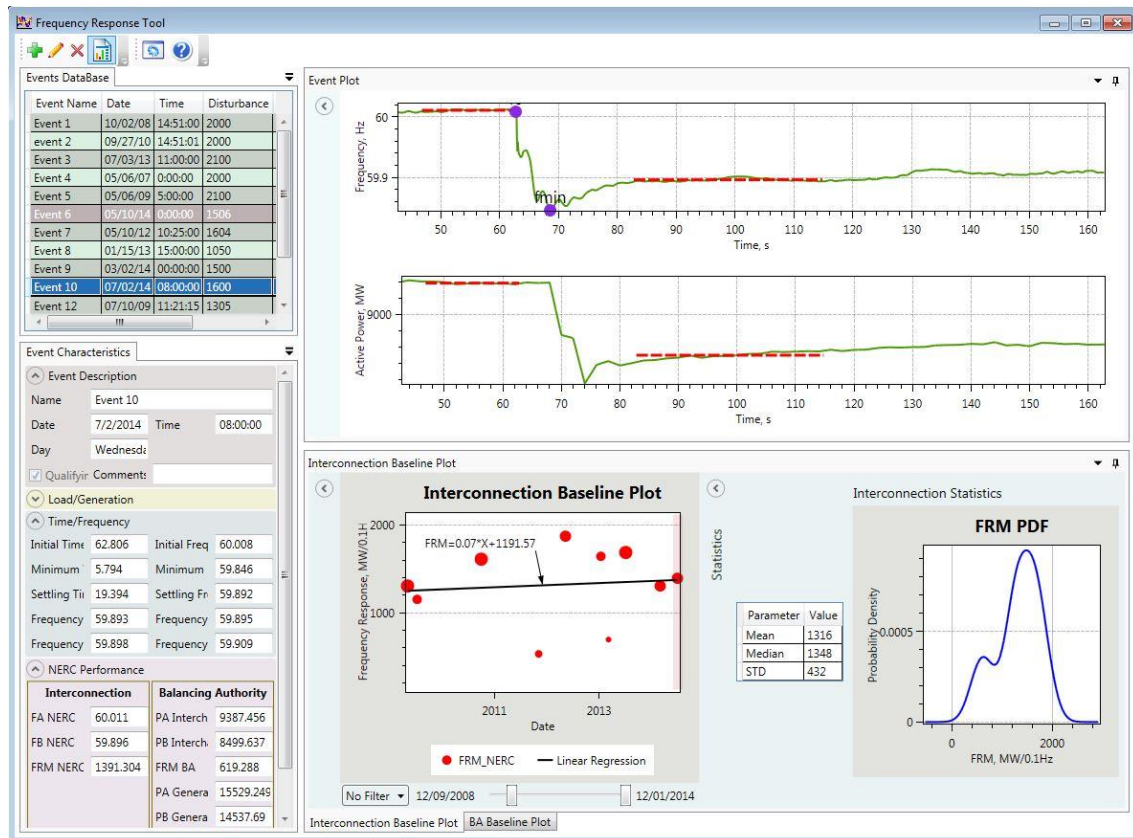 Frequency Response Tool
Events DataBase
Event Name Date Time Disturbance
Event 1 10/02/08 14:51:00 2000
event 2 09/27/10 14:51:01 2000
Event 3 07/03/13 11:00:00 2100
Event 4 05/06/07 0:00:00 2000
Event 5 05/06/09 5:00:00 2100
Event 6 05/10/14 0:00:00 1506
Event 7 05/10/12 10:25:00 1604
Event 8 01/15/13 15:00:00 1050
Event 9 03/02/14 00:00:00 1500
Event 10 07/02/14 08:00:00 1600
Event 12 07/10/09 11:21:15 1305
Event Characteristics
Event Description
Name Event 10
Date 7/2/2014 Time 08:00:00
Day Wednesda
Qualifyir Comments
Load/Generation
Time/Frequency
Initial Time 62.806 Initial Freq 60.008
Minimum 5.794 Minimum 59.846
Settling Tir 19.394 Settling Fr 59.892
Frequency 59.893 Frequency 59.895
Frequency 59.898 Frequency 59.909
NERC Performance
Interconnection Balancing Authority
FA NERC 60.011 PA Interch 9387.456
FB NERC 59.896 PB Interch 8499.637
FRM NERC 1391.304 FRM BA 619.288
PA Genera 15529.249
PB Genera 14537.69
Event Plot
Frequency, Hz
60
59.9
fmin
50 60 70 80 90 100 110 120 130 140 150 160
Time, s
Active Power, MW
9000
50 60 70 80 90 100 110 120 130 140 150 160
Time, s
Interconnection Baseline Plot
Interconnection Baseline Plot
Frequency Response, MW/0.1H
2000
1000
FRM=0.07*X+1191.57
2011 2013
Date
FRM_NERC Linear Regression
No Filter 12/09/2008 12/01/2014
Statistics
Parameter Value
Mean 1316
Median 1348
STD 432
Interconnection Statistics
FRM PDF
Probability Density
0.0005
0
0 2000
FRM, MW/0.1Hz
Interconnection Baseline Plot BA Baseline Plot